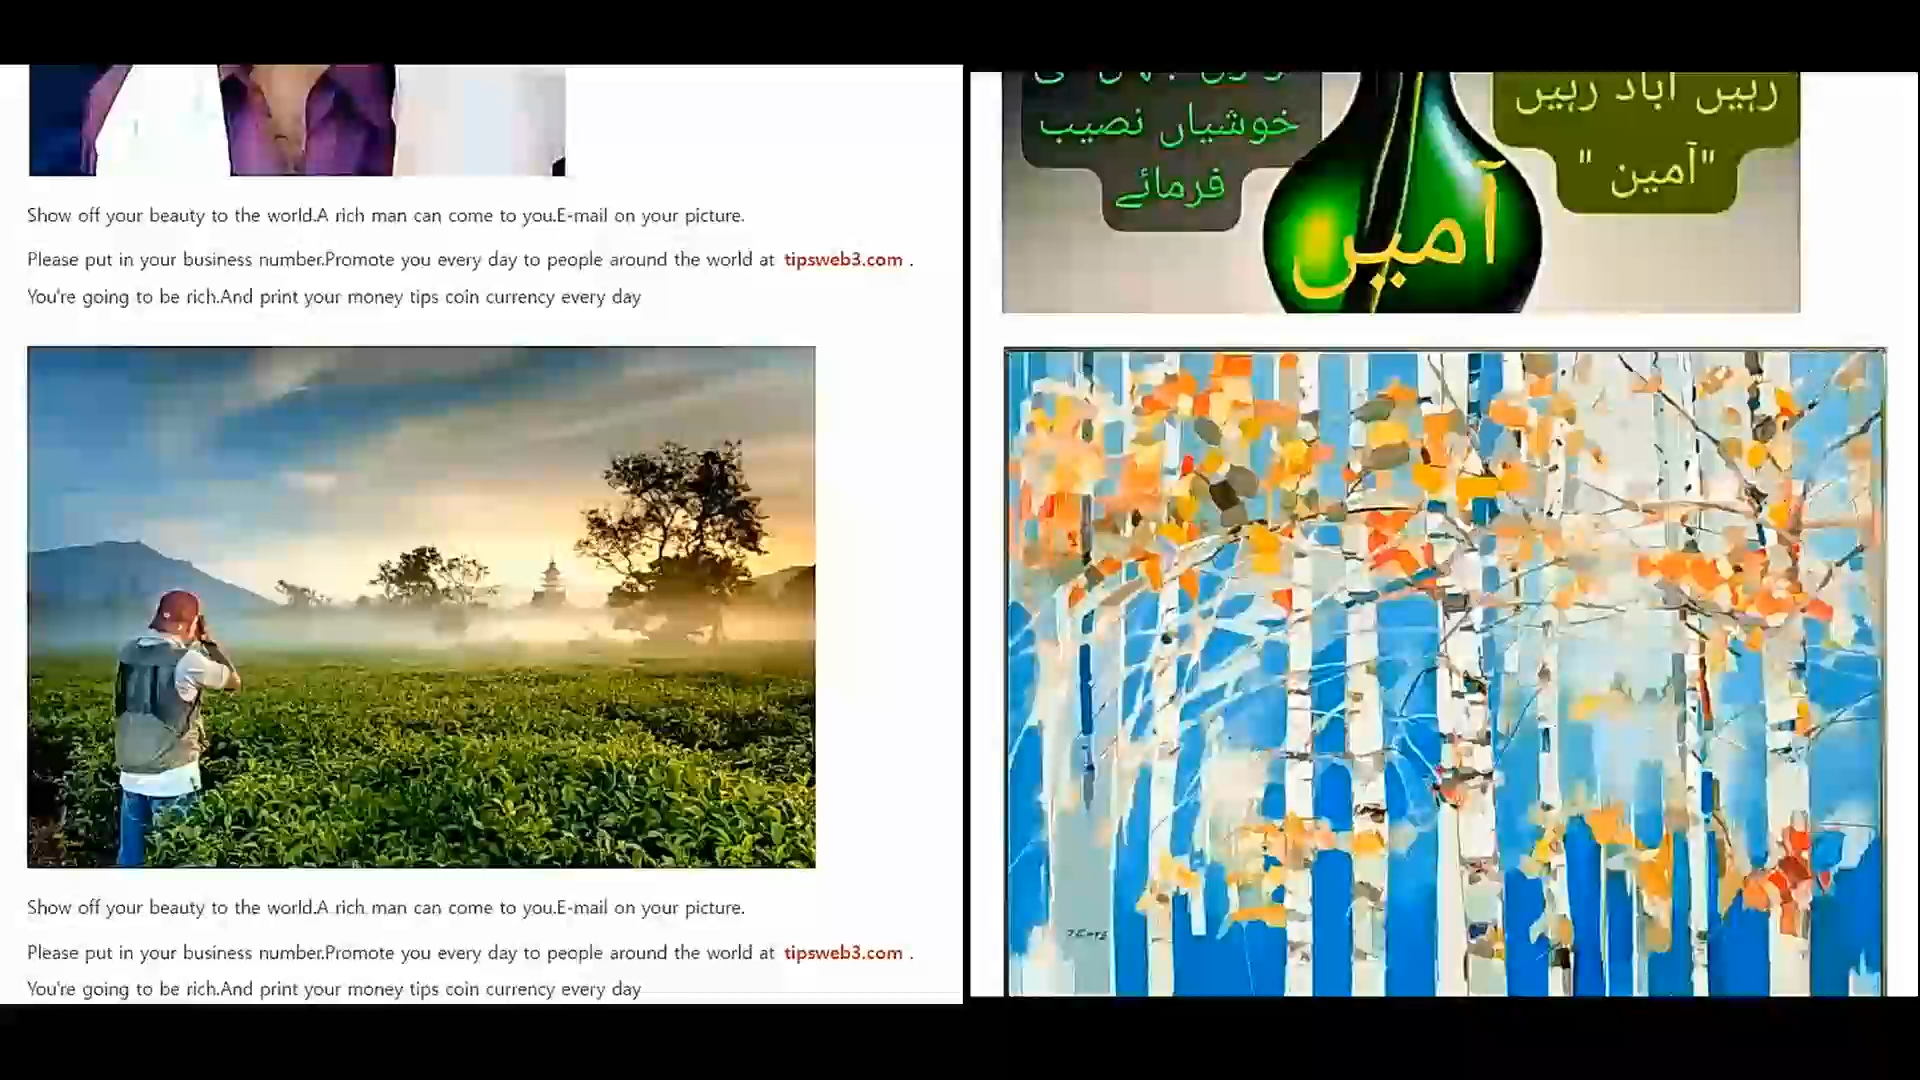 Show off your beauty to the world.A rich man can come to you.E-mail on your picture.
Please put in your business number.Promote you every day to people around the world at tipsweb3.com .
You're going to be rich.And print your money tips coin currency every day
Show off your beauty to the world.A rich man can come to you.E-mail on your picture.
Please put in your business number.Promote you every day to people around the world at tipsweb3.com .
You're going to be rich.And print your money tips coin currency every day
خوشیاں نصیب
فرمائے
آمین
رہیں آباد رہیں
"آمین "